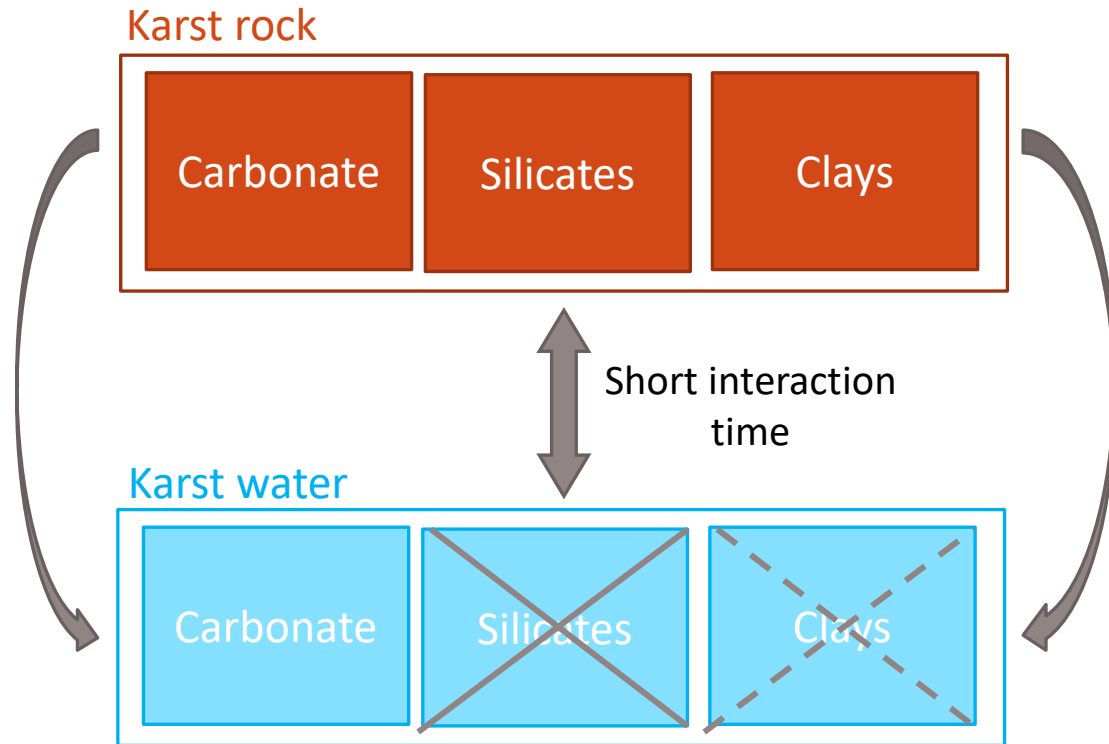 Karst rock
Carbonate
Silicates
Clays
Short interaction
time
Karst water
Carbonate
Silicates
Clays